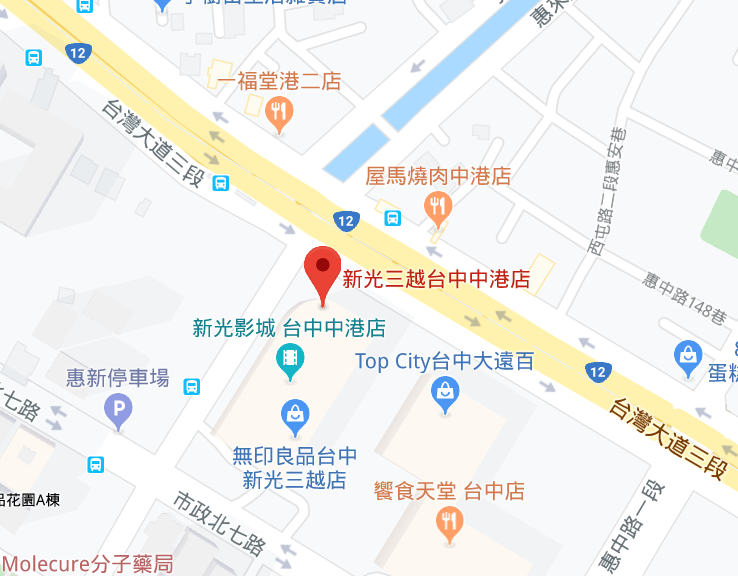 12
一福堂港二店
台灣大道三段
屋馬燒肉中港店
12
西屯路二段惠安巷
惠中路148巷
新光三越台中中港店
新光影城 台中中港店
Top City台中大遠百
惠新停車場
P
12
台灣大道三段
無印良品台中
新光三越店
饗食天堂 台中店
市政北七路
惠中路一段
品花園A棟
Molecure分子藥局